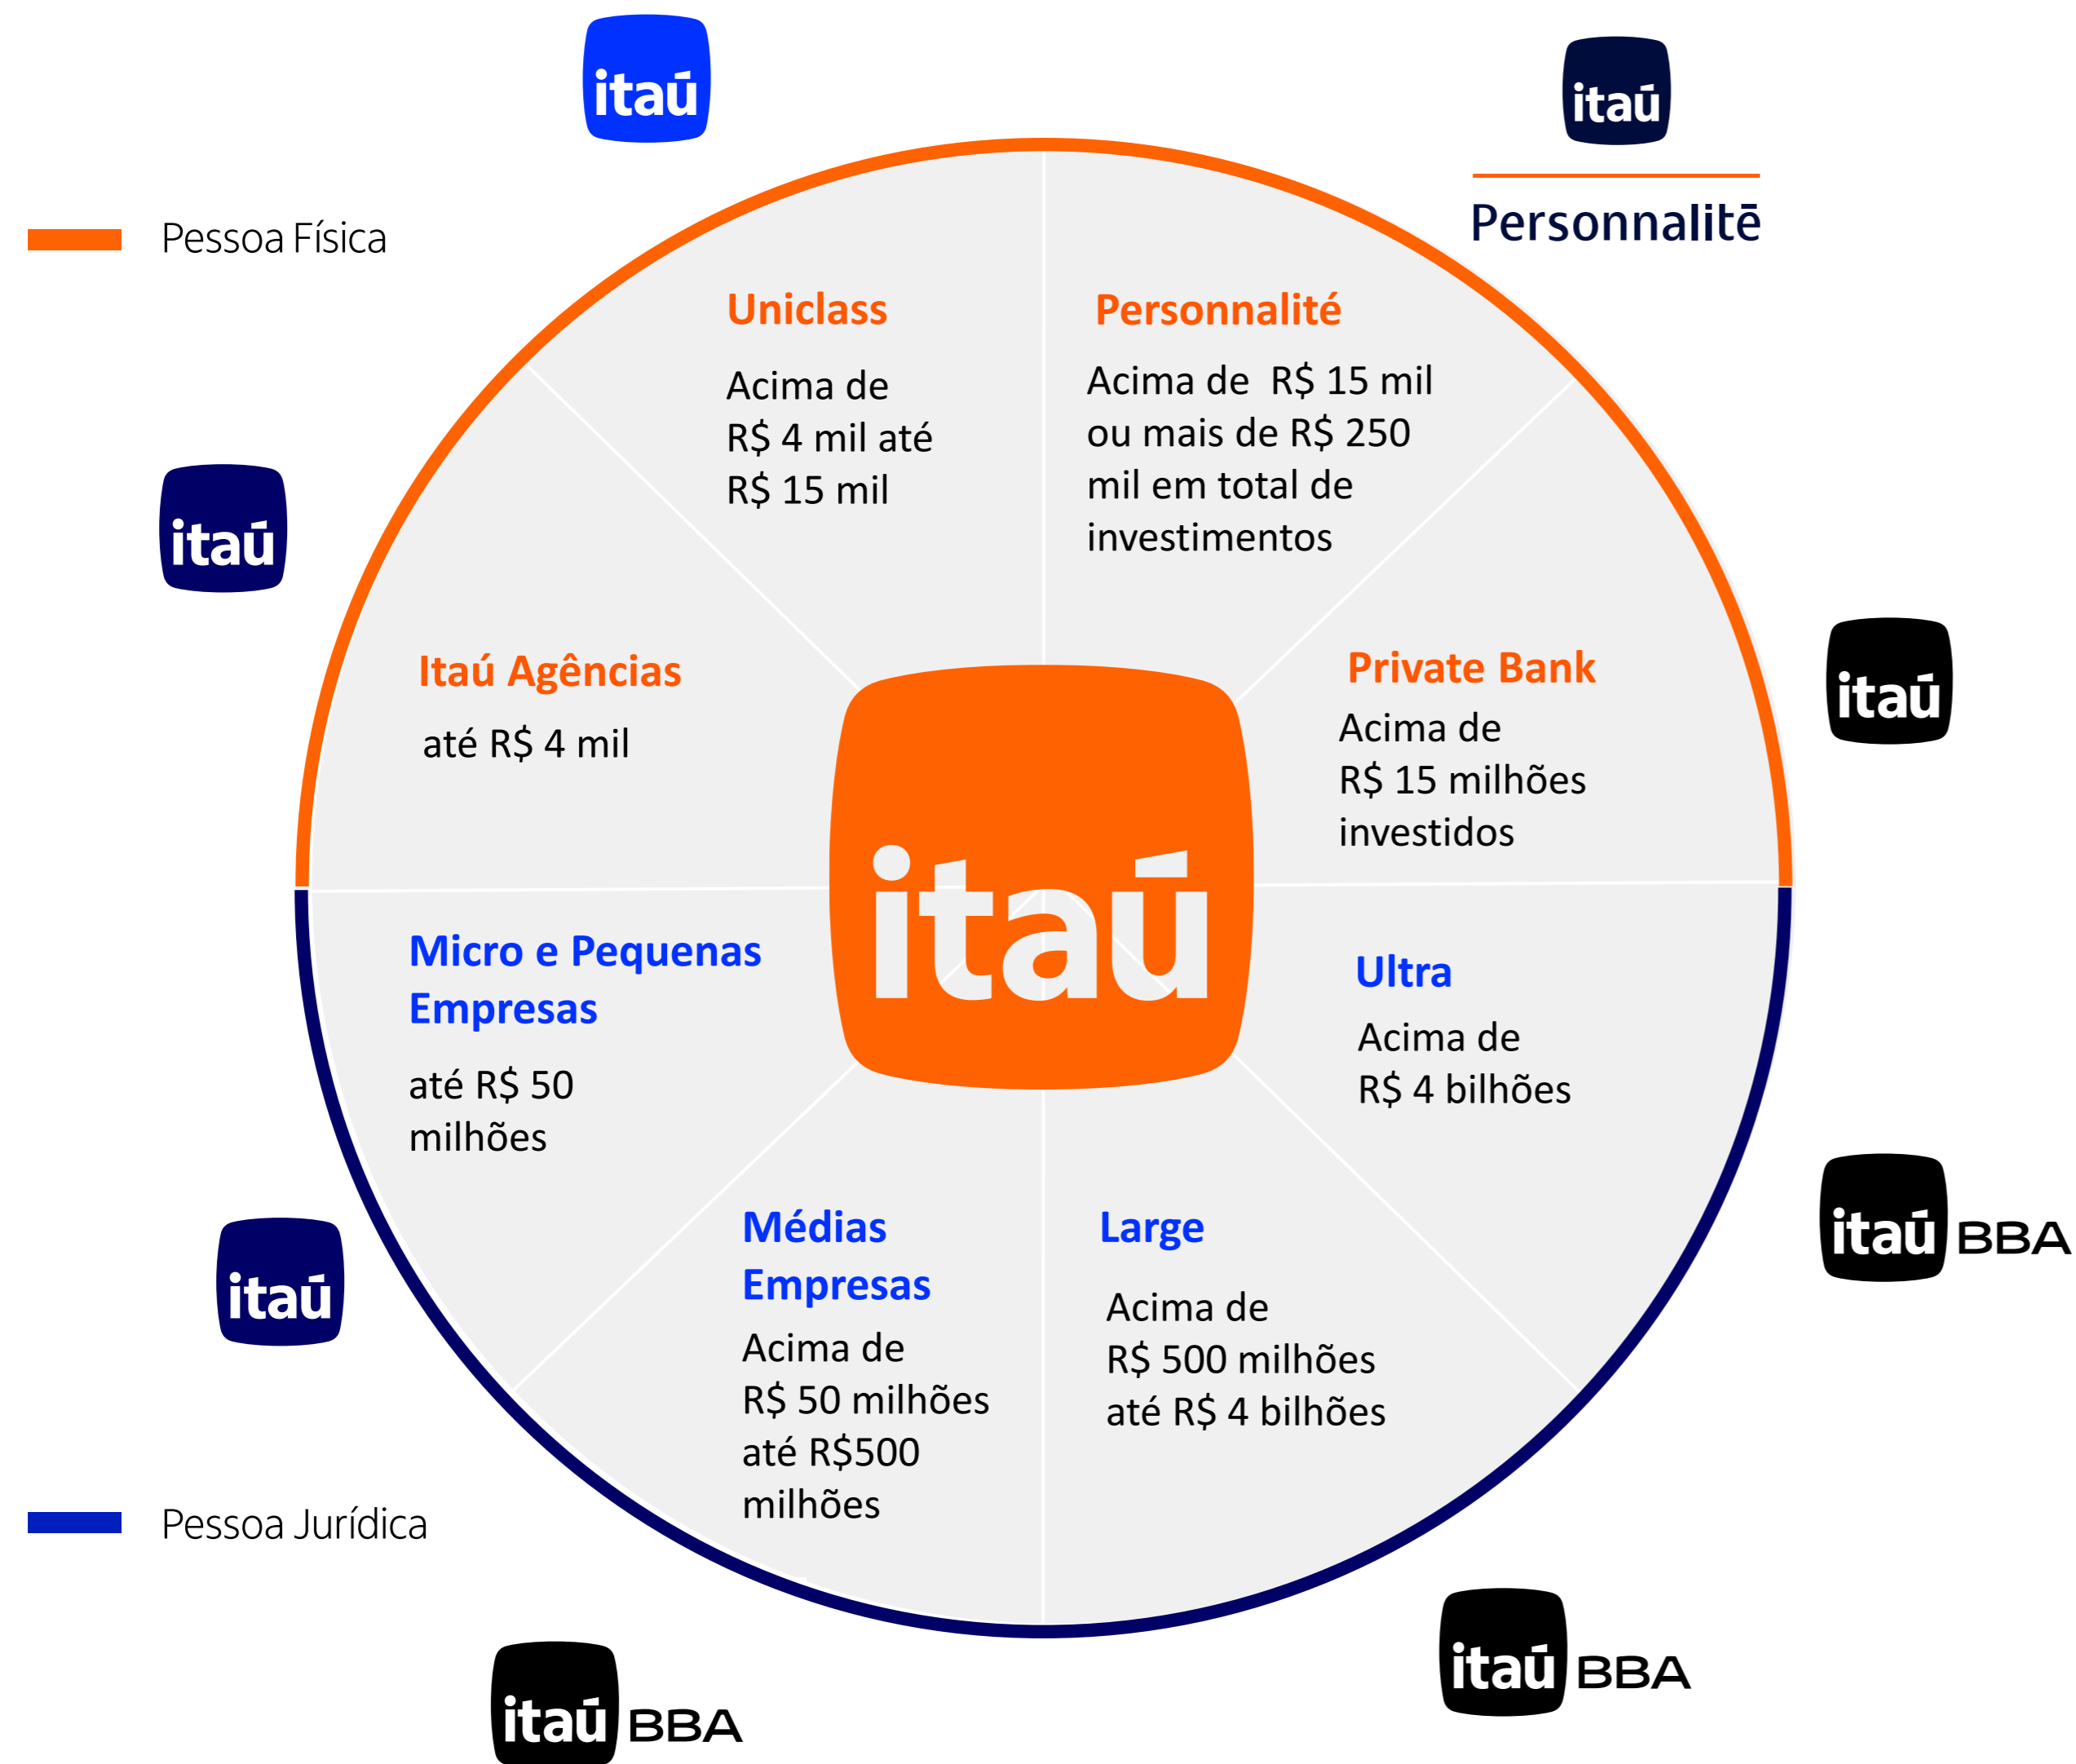 itaú
itaú
Personnalitē
Pessoa Física
Uniclass
Acima de
R$ 4 mil até
R$ 15 mil
Personnalité
Acima de R$ 15 mil
ou mais de R$ 250
mil em total de
investimentos
itaú
Itaú Agências
até R$ 4 mil
Private Bank
Acima de
R$ 15 milhões
investidos
itaú
itaú
Micro e Pequenas
Empresas
até R$ 50
milhões
Ultra
Acima de
R$ 4 bilhões
itaú BBA
itaú
Médias
Empresas
Acima de
R$ 50 milhões
até R$500
milhões
Large
Acima de
R$ 500 milhões
até R$ 4 bilhões
Pessoa Jurídica
itaú BBA
itaú BBA